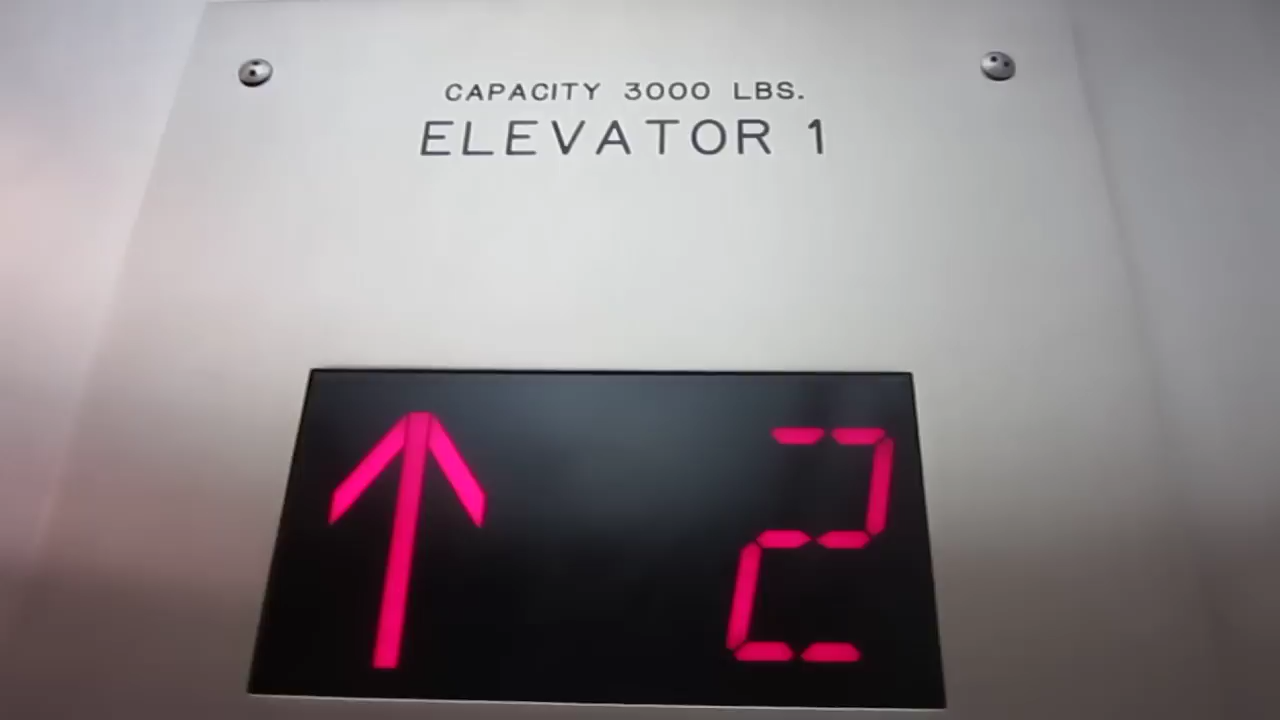 CAPACITY 3000 LBS.
ELEVATOR 1
↑ 2